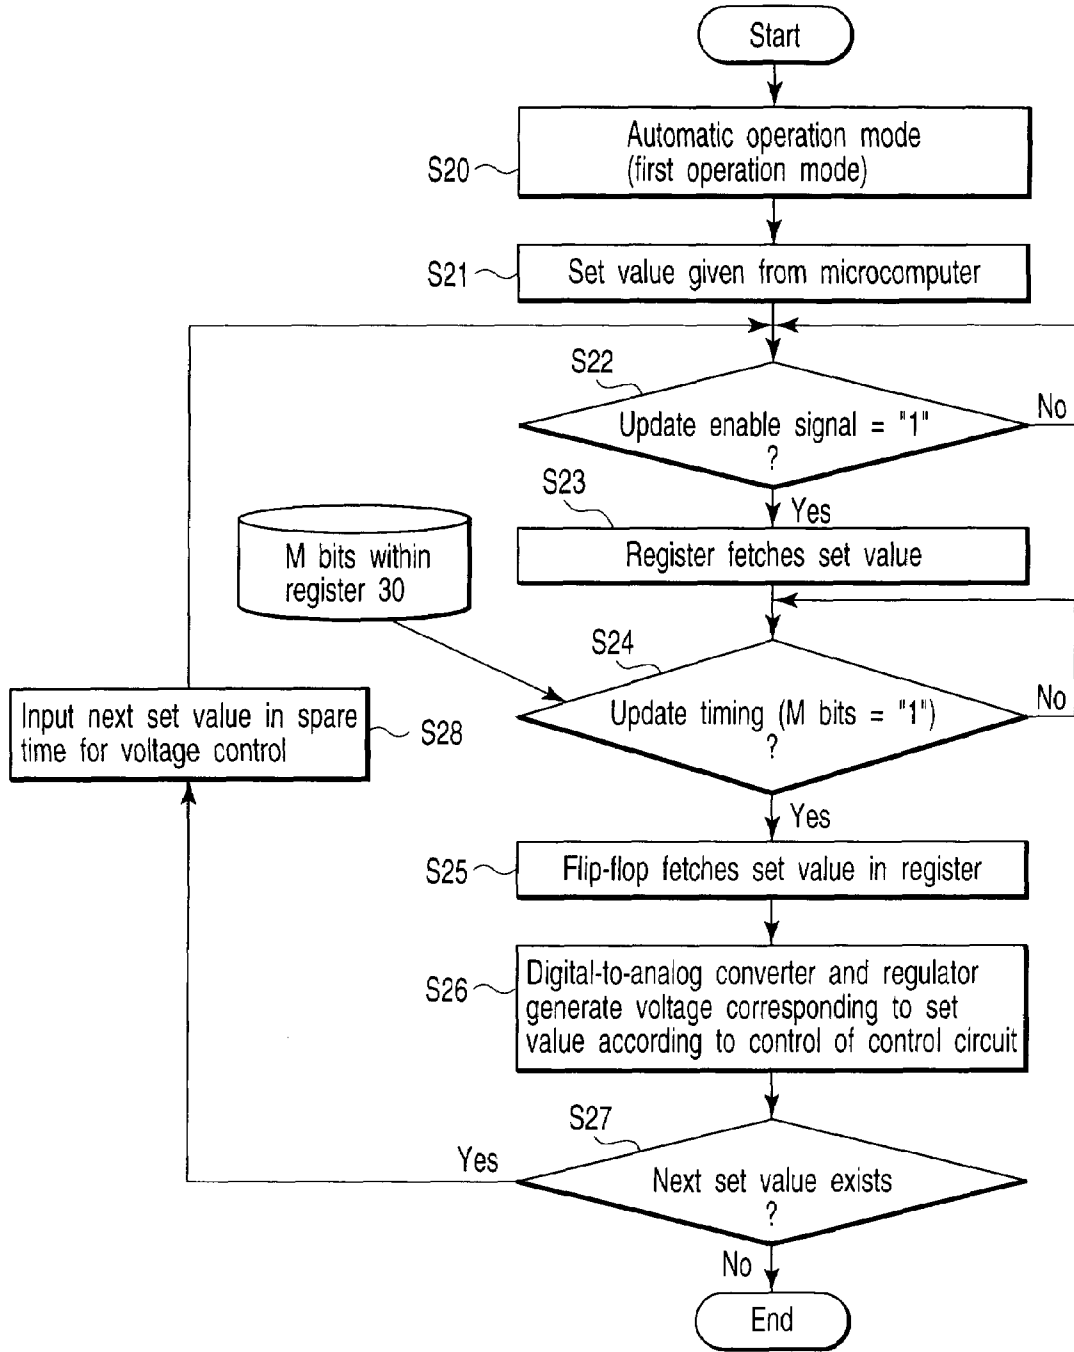 Start
Automatic operation mode
(first operation mode)
S20
Set value given from microcomputer
S21
S22
Update enable signal = "1"
?
No
Yes
S23
Register fetches set value
M bits within
register 30
S24
Update timing (M bits = "1")
?
No
Yes
Input next set value in spare
time for voltage control
S28
S25
Flip-flop fetches set value in register
S26
Digital-to-analog converter and regulator
generate voltage corresponding to set
value according to control of control circuit
S27
Next set value exists
?
Yes
No
End